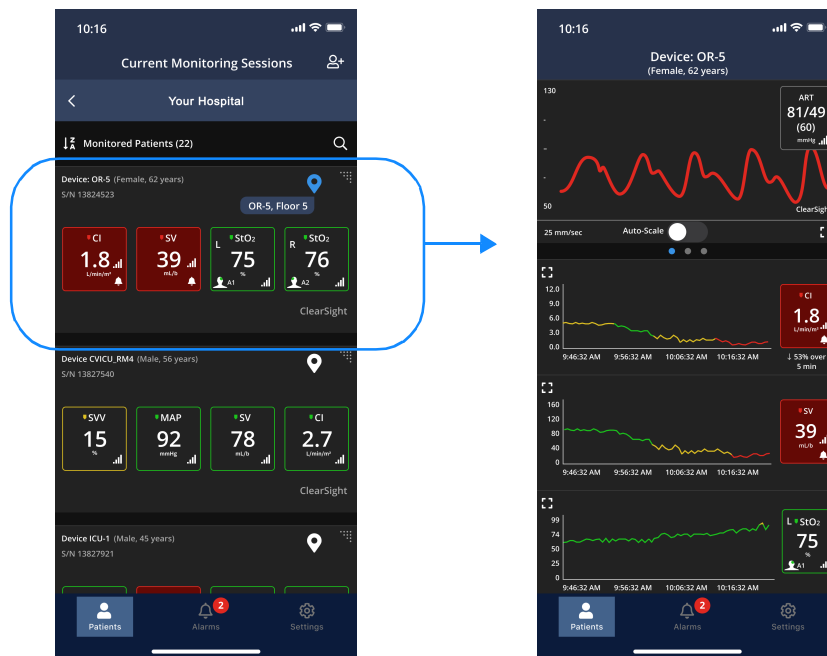 10:16
Current Monitoring Sessions
Your Hospital
Monitored Patients (22)
Device: OR-5 (Female, 62 years)
S/N 13824523
OR-5, Floor 5
CI
1.8
L/min/m²
SV
39
mL/b
L StO₂
75
%
A1
R StO₂
76
%
A2
ClearSight
Device CVICU_RM4 (Male, 56 years)
S/N 13827540
SVV
15
%
MAP
92
mmHg
SV
78
mL/b
CI
2.7
L/min/m²
ClearSight
Device ICU-1 (Male, 45 years)
S/N 13827921
2
Patients
Alarms
Settings
10:16
Device: OR-5
(Female, 62 years)
130
50
ART
81/49
(60)
mmHg
ClearSight
25 mm/sec
Auto-Scale
12.0
9.0
6.0
3.0
0.0
9:46:32 AM 9:56:32 AM 10:06:32 AM 10:16:32 AM
CI
1.8
L/min/m²
↓ 53% over
5 min
160
120
80
40
0
9:46:32 AM 9:56:32 AM 10:06:32 AM 10:16:32 AM
SV
39
mL/b
99
74
50
25
0
9:46:32 AM 9:56:32 AM 10:06:32 AM 10:16:32 AM
L StO₂
75
%
A1
2
Patients
Alarms
Settings